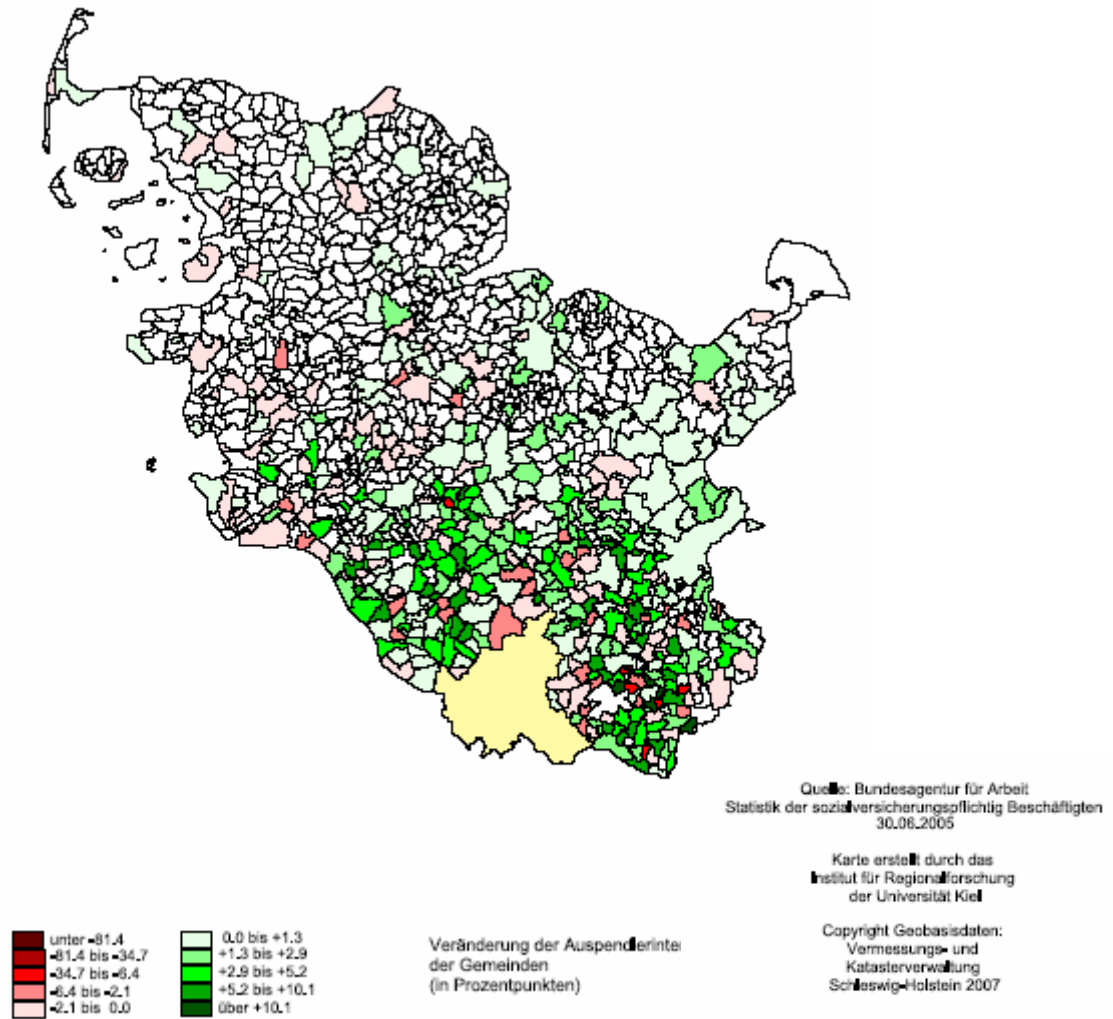 Quelle: Bundesagentur für Arbeit
Statistik der sozialversicherungspflichtig Beschäftigten
30.06.2005
Karte erstellt durch das
Institut für Regionalforschung
der Universität Kiel
Copyright Geobasisdaten:
Vermessungs- und
Katasterverwaltung
Schleswig-Holstein 2007
unter -81.4
-81.4 bis -34.7
-34.7 bis -6.4
-6.4 bis -2.1
-2.1 bis 0.0
0.0 bis +1.3
+1.3 bis +2.9
+2.9 bis +5.2
+5.2 bis +10.1
über +10.1
Veränderung der Auspendlerinte
der Gemeinden
(in Prozentpunkten)